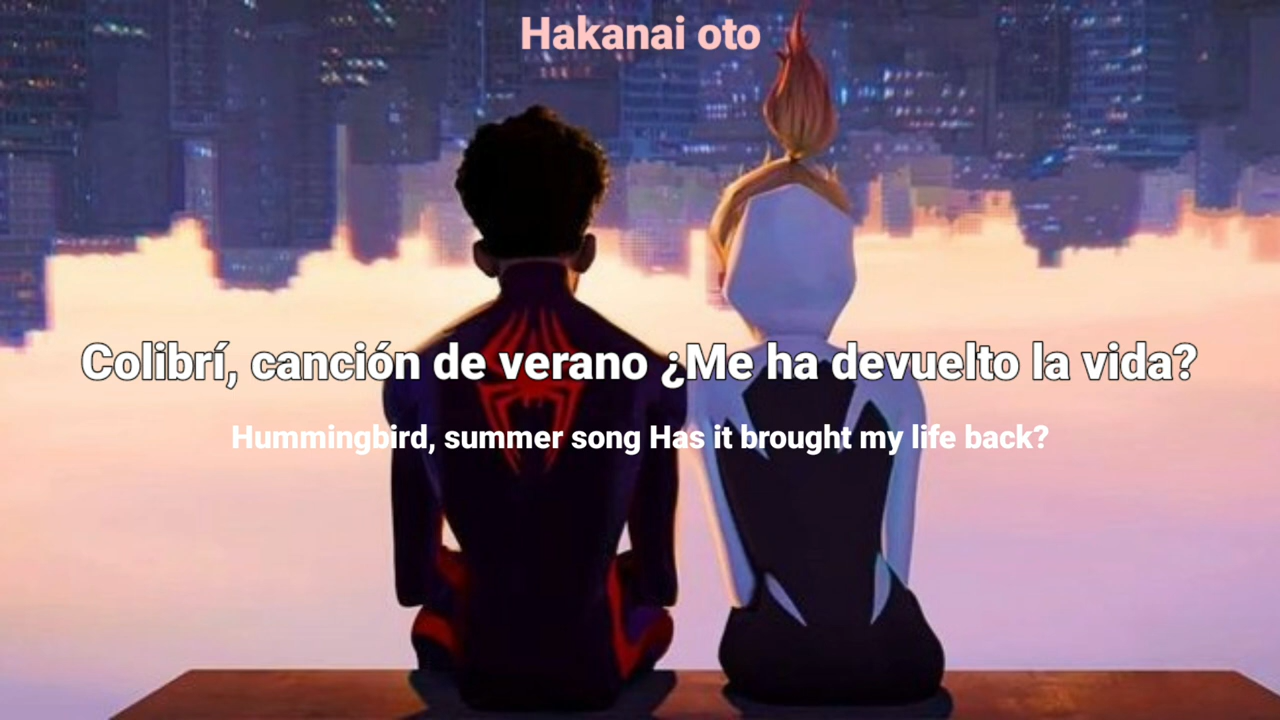 Hakanai oto
Colibrí, canción de verano ¿Me ha devuelto la vida?
Hummingbird, summer song Has it brought my life back?